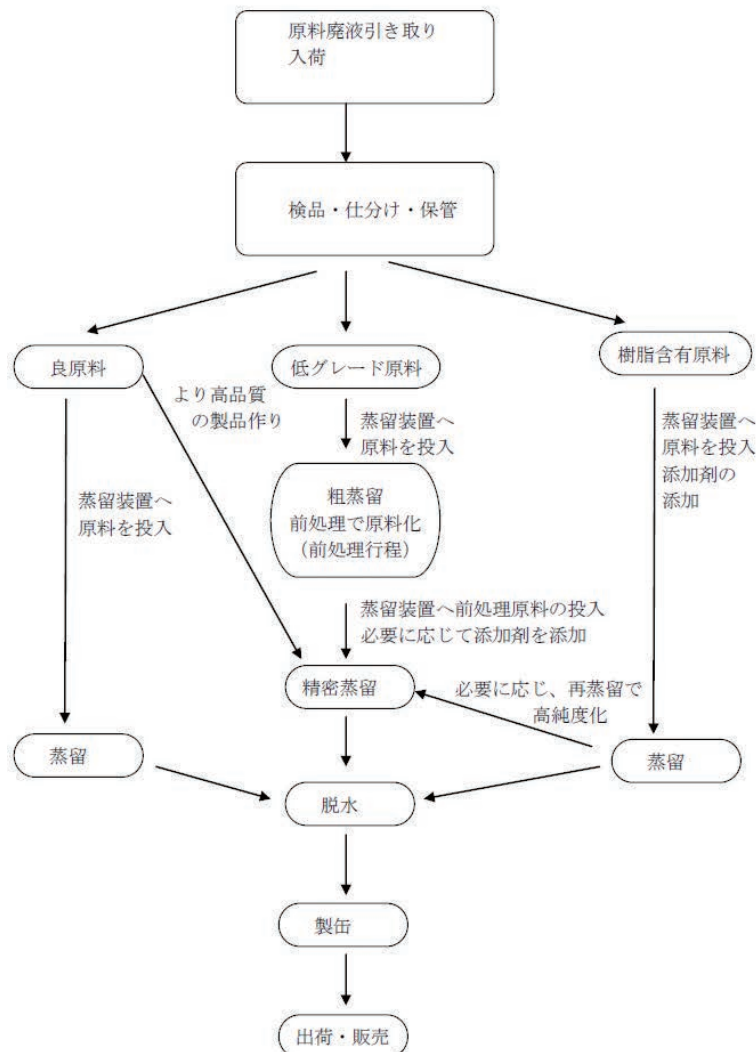 原料廃液引き取り
入荷
検品・仕分け・保管
良原料
低グレード原料
樹脂含有原料
より高品質
の製品作り
蒸留装置へ
原料を投入
蒸留装置へ
原料を投入
添加剤の
添加
蒸留装置へ
原料を投入
粗蒸留
前処理で原料化
（前処理行程）
蒸留装置へ前処理原料の投入
必要に応じて添加剤を添加
精密蒸留
必要に応じ、再蒸留で
高純度化
蒸留
蒸留
脱水
製缶
出荷・販売